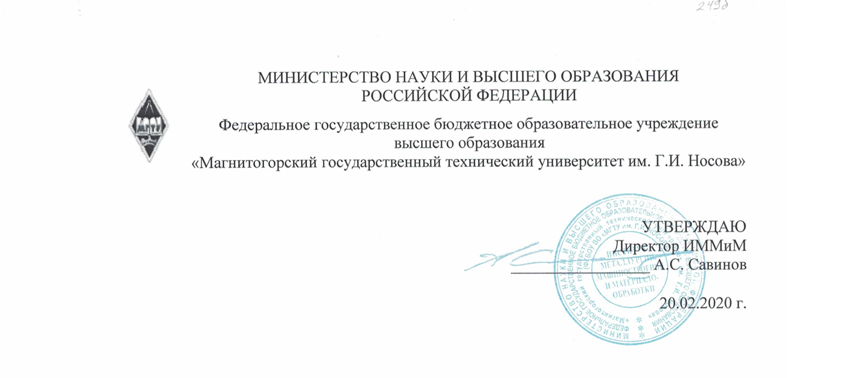 МИНИСТЕРСТВО НАУКИ И ВЫСШЕГО ОБРАЗОВАНИЯ
РОССИЙСКОЙ ФЕДЕРАЦИИ
Федеральное государственное бюджетное образовательное учреждение
высшего образования
«Магнитогорский государственный технический университет им. Г.И. Носова»
УТВЕРЖДАЮ
Директор ИММиМ
А.С. Савинов
20.02.2020 г.